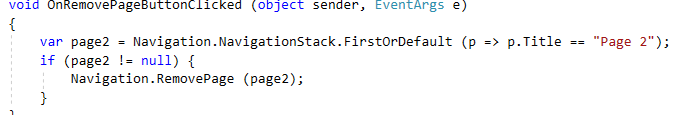 void OnRemovePageButtonClicked (object sender, EventArgs e)
{
var page2 = Navigation.NavigationStack.FirstOrDefault (p => p.Title == "Page 2");
if (page2 != null) {
Navigation.RemovePage (page2);
}
}